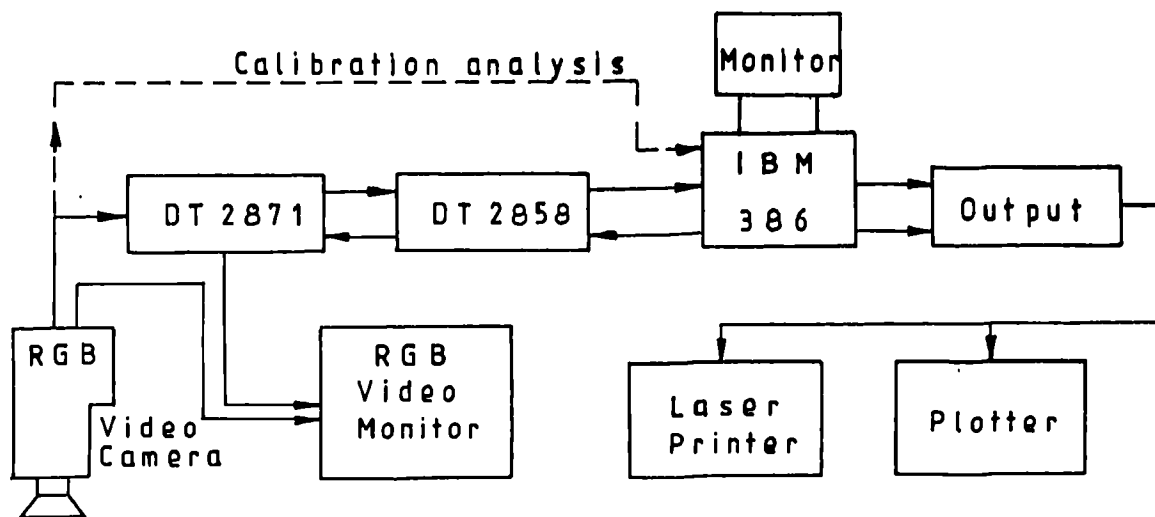 Calibration analysis
Monitor
IBM
386
DT 2871
DT 2858
Output
RGB
Video
Camera
RGB
Video
Monitor
Laser
Printer
Plotter